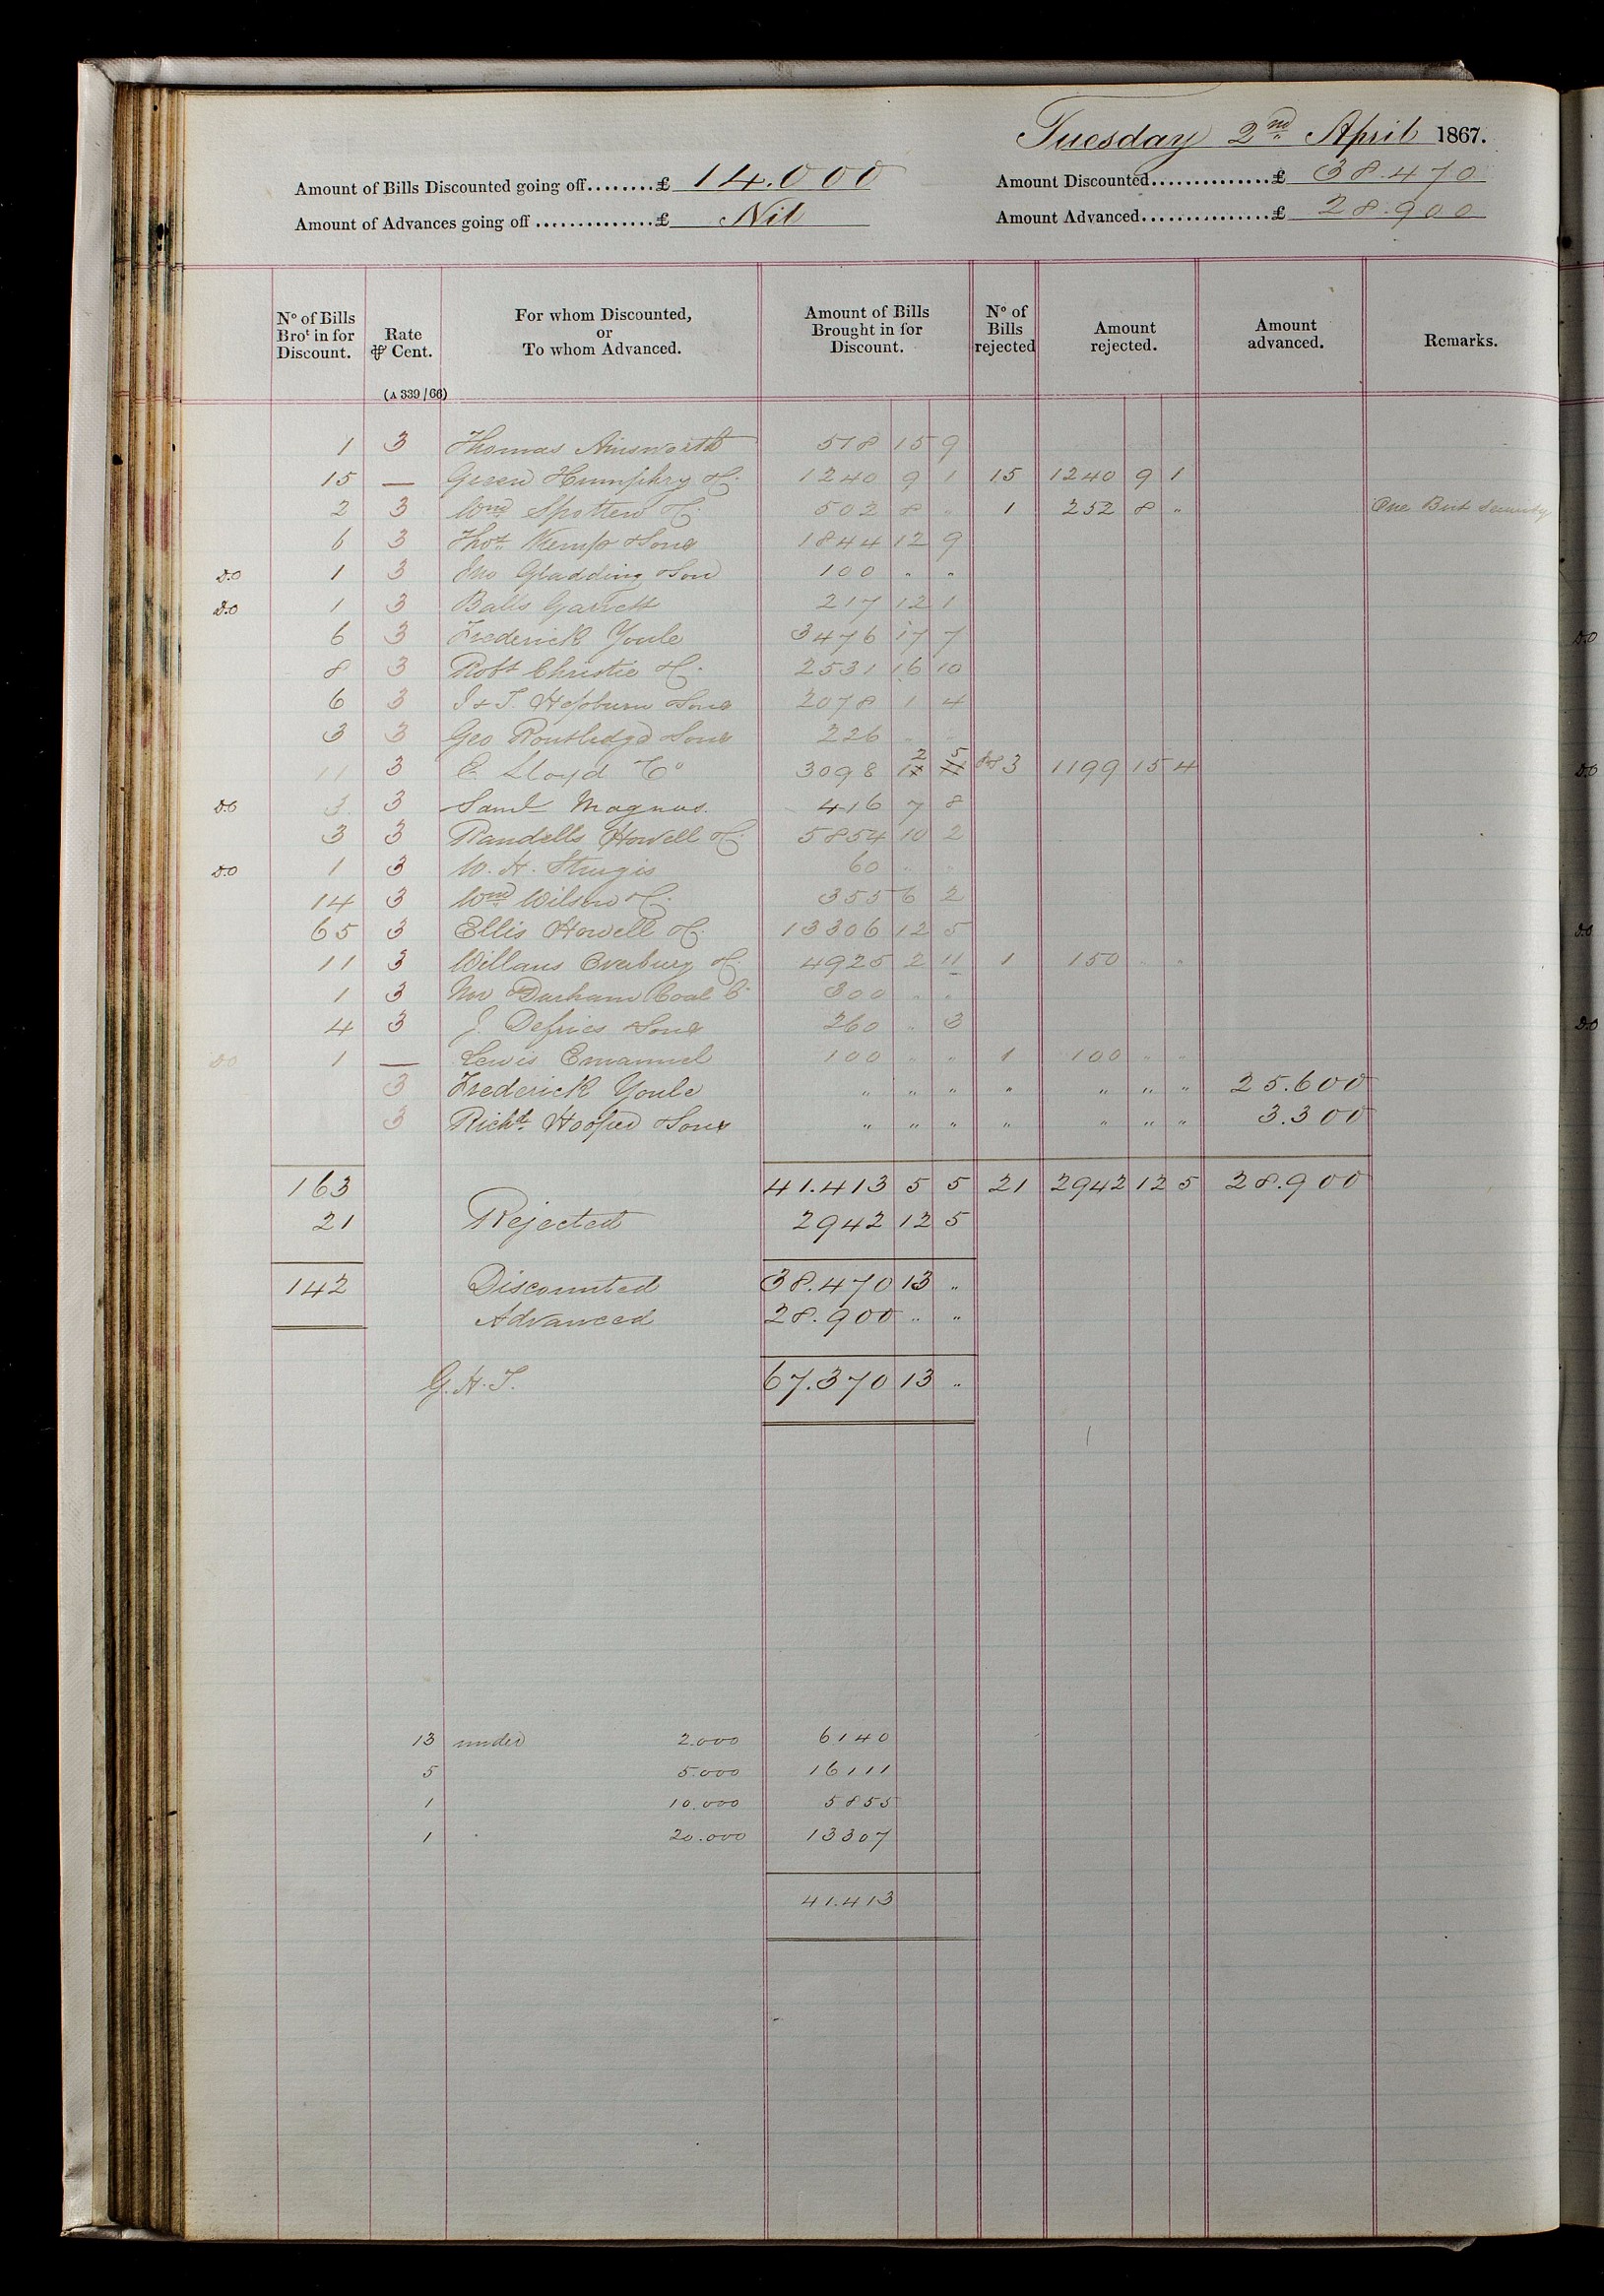 Tuesday 2nd April 1867.
Amount of Bills Discounted going off........£ 14.000 Amount Discounted...............£ 38.470
Amount of Advances going off ..............£ Nil Amount Advanced...............£ 28.900
No of Bills Brot in for Discount. Rate ⅌ Cent. For whom Discounted, or To whom Advanced. Amount of Bills Brought in for Discount. No of Bills rejected Amount rejected. Amount advanced. Remarks.
(A 339/66)
1 3 Thomas Ainsworth 518 15 9
15 — Green Humphry & Co 1240 9 1 15 1240 9 1
2 3 Wm Spotten & Co 502 8 " 1 252 8 " One Bill Security
6 3 Thos Kemp & Sons 1844 12 9
D.O 1 3 Jno Gladding & Son 100 " "
D.O 1 3 Balls Garrett 217 12 1
6 3 Frederick Youle 3476 17 7
8 3 Robt Christie & Co 2531 16 10
6 3 J & T. Hepburn & Sons 2078 1 4
3 3 Geo Routledge & Sons 226 " "
11 3 E. Lloyd & Co 3098 2 5 3 1199 15 4
D.O 3 3 Saml Magnus. 416 7 8
3 3 Randells Howell & Co 5854 10 2
D.O 1 3 W. H. Sturgis 60 " "
14 3 Wm Wilson & Co 355 6 2
65 3 Ellis Howell & Co 13306 12 5
11 3 Willans Overbury & Co 4925 2 11 1 150 " "
1 3 Durham Coal Co 300 " "
4 3 J. Defries & Sons 260 " 3
D.O 1 — Lewis Emanuel 100 " " 1 100 " "
3 Frederick Youle " " " " " " " 25.600
3 Richd Hooper & Sons " " " " " " " 3.300
163 41.413 5 5 21 2942 12 5 28.900
21 Rejected 2942 12 5
142 Discounted 38.470 13 "
Advanced 28.900 " "
G.H.T. 67.370 13 "
13 under 2.000 6140
5 5.000 16111
1 10.000 5855
1 20.000 13307
41.413